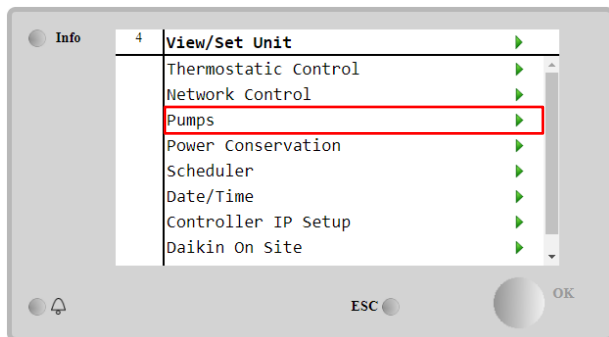 Info
4 View/Set Unit
Thermostatic Control
Network Control
Pumps
Power Conservation
Scheduler
Date/Time
Controller IP Setup
Daikin On Site
ESC
OK